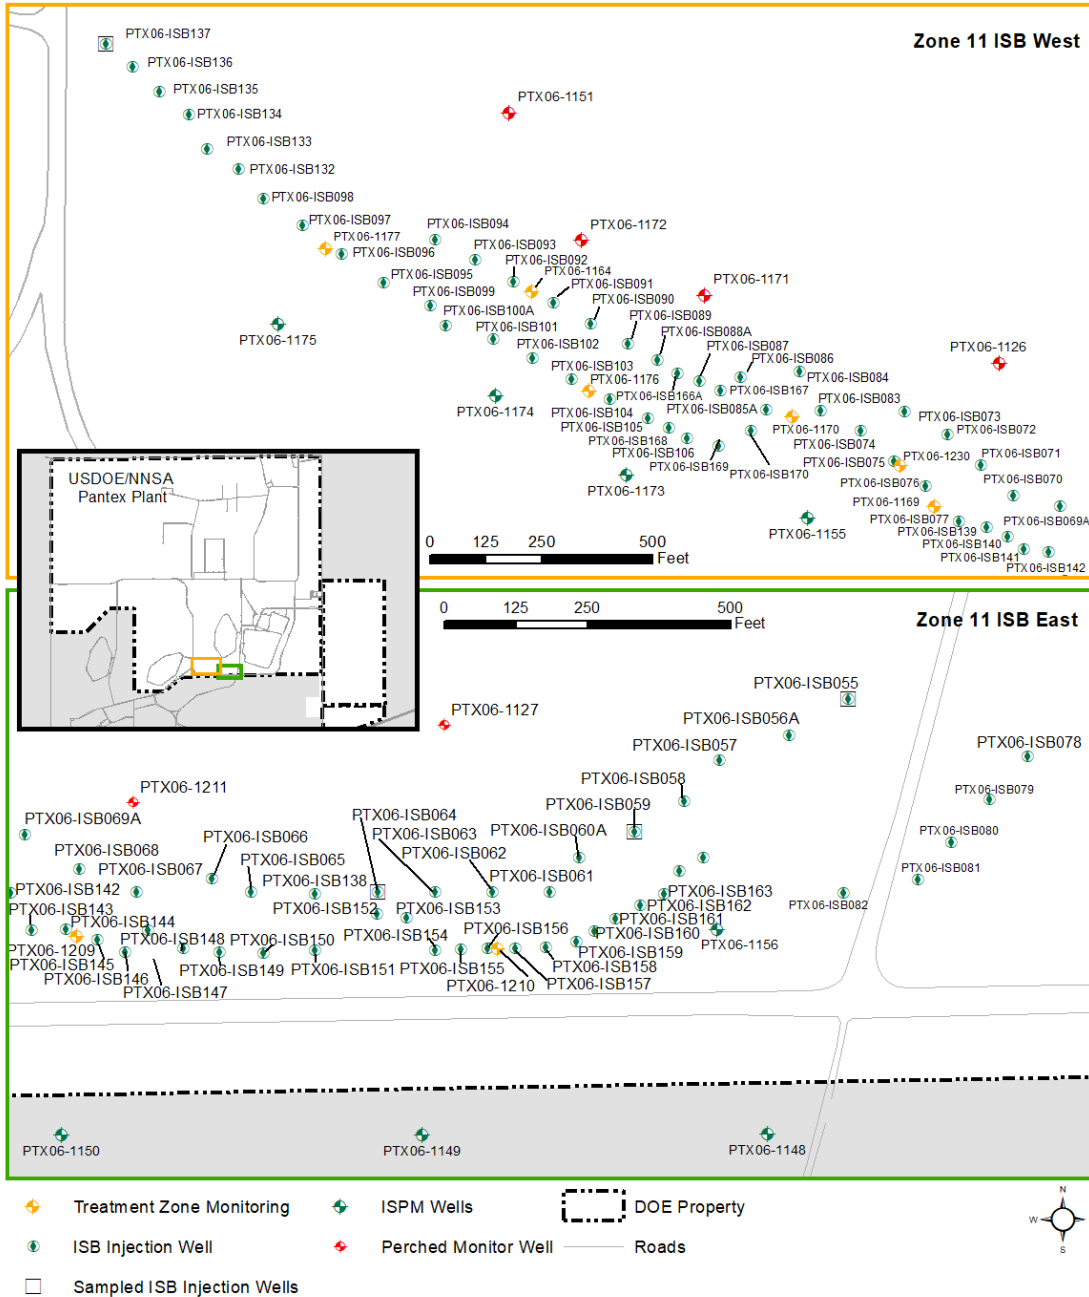 PTX06-ISB137
Zone 11 ISB West
PTX06-ISB136
PTX06-ISB135
PTX06-1151
PTX06-ISB134
PTX06-ISB133
PTX06-ISB132
PTX06-ISB098
PTX06-ISB097
PTX06-ISB094
PTX06-1172
PTX06-1177
PTX06-ISB093
PTX06-ISB096
PTX06-ISB092
PTX06-1164
PTX06-ISB095
PTX06-ISB091
PTX06-1171
PTX06-ISB099
PTX06-ISB090
PTX06-ISB100A
PTX06-ISB089
PTX06-ISB101
PTX06-ISB088A
PTX06-1175
PTX06-ISB102
PTX06-ISB087
PTX06-1126
PTX06-ISB086
PTX06-ISB103
PTX06-ISB084
PTX06-1176
PTX06-ISB167
PTX06-1174
PTX06-ISB166A
PTX06-ISB083
PTX06-ISB104
PTX06-ISB085A
PTX06-ISB073
PTX06-ISB105
PTX06-1170
PTX06-ISB072
PTX06-ISB168
PTX06-ISB074
PTX06-ISB106
PTX06-1230
PTX06-ISB071
PTX06-ISB169
PTX06-ISB075
PTX06-ISB170
PTX06-ISB070
PTX06-1173
PTX06-ISB076
PTX06-1169
PTX06-ISB069A
PTX06-ISB077
PTX06-1155
PTX06-ISB139
PTX06-ISB140
PTX06-ISB141
PTX06-ISB142
0 125 250 500
Feet
USDOE/NNSA
Pantex Plant
0 125 250 500
Feet
Zone 11 ISB East
PTX06-ISB055
PTX06-1127
PTX06-ISB056A
PTX06-ISB057
PTX06-ISB078
PTX06-ISB058
PTX06-1211
PTX06-ISB079
PTX06-ISB059
PTX06-ISB069A
PTX06-ISB064
PTX06-ISB066
PTX06-ISB063
PTX06-ISB060A
PTX06-ISB080
PTX06-ISB068
PTX06-ISB065
PTX06-ISB062
PTX06-ISB067
PTX06-ISB081
PTX06-ISB142
PTX06-ISB138
PTX06-ISB061
PTX06-ISB163
PTX06-ISB082
PTX06-ISB143
PTX06-ISB152
PTX06-ISB153
PTX06-ISB162
PTX06-ISB144
PTX06-ISB161
PTX06-ISB148
PTX06-ISB150
PTX06-ISB154
PTX06-ISB156
PTX06-ISB160
PTX06-1156
PTX06-1209
PTX06-ISB159
PTX06-ISB145
PTX06-ISB149
PTX06-ISB151
PTX06-ISB155
PTX06-ISB158
PTX06-ISB146
PTX06-1210
PTX06-ISB157
PTX06-ISB147
PTX06-1150
PTX06-1149
PTX06-1148
Treatment Zone Monitoring
ISPM Wells
DOE Property
ISB Injection Well
Perched Monitor Well
Roads
Sampled ISB Injection Wells
N
W
S